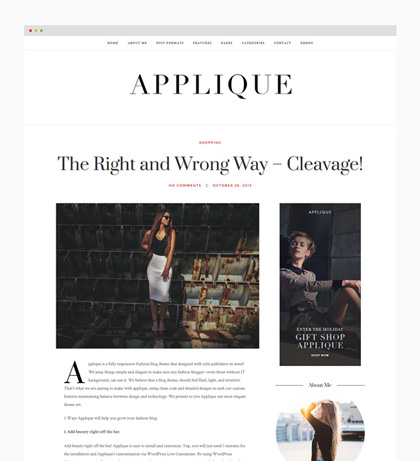 HOME ABOUT ME POST FORMATS FEATURES PAGES CATEGORIES CONTACT DEMOS
APPLIQUE
SHOPPING
The Right and Wrong Way – Cleavage!
NO COMMENTS OCTOBER 26, 2015
Applique is a fully responsive Fashion blog theme that designed with style publishers in mind!
We keep things simple and elegant to make sure any fashion blogger–even those without IT
background, can use it. We believe that a blog theme, should feel fluid, light, and intuitive.
That's what we are aiming to make with applique, using clean code and detailed designs in each our custom
features maintaining balance between design and technology. We present to you Applique our most elegant
theme yet.
5 Ways Applique will help you grow your fashion blog:
1. Add beauty right off the bat
Add beauty right off the bat! Applique is easy to install and customize. Yup, you will just need 5 minutes for
the installation and Applique's customization via WordPress Live Customizer. By using WordPress
APPLIQUE
ENTER THE HOLIDAY
GIFT SHOP
APPLIQUE
SHOP NOW
About Me